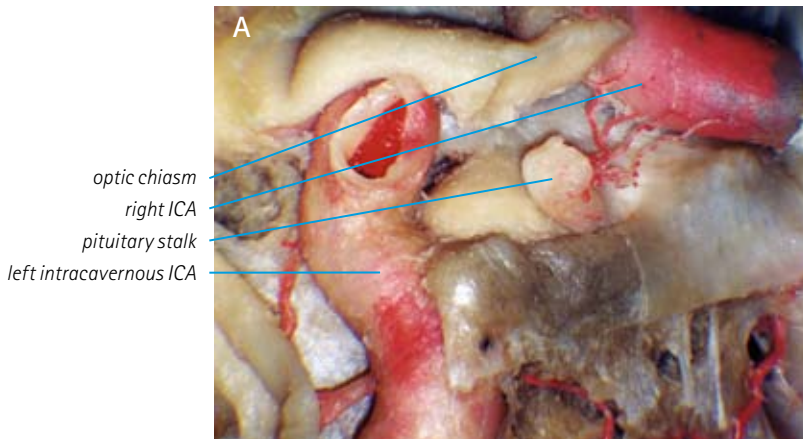 A
optic chiasm
right ICA
pituitary stalk
left intracavernous ICA